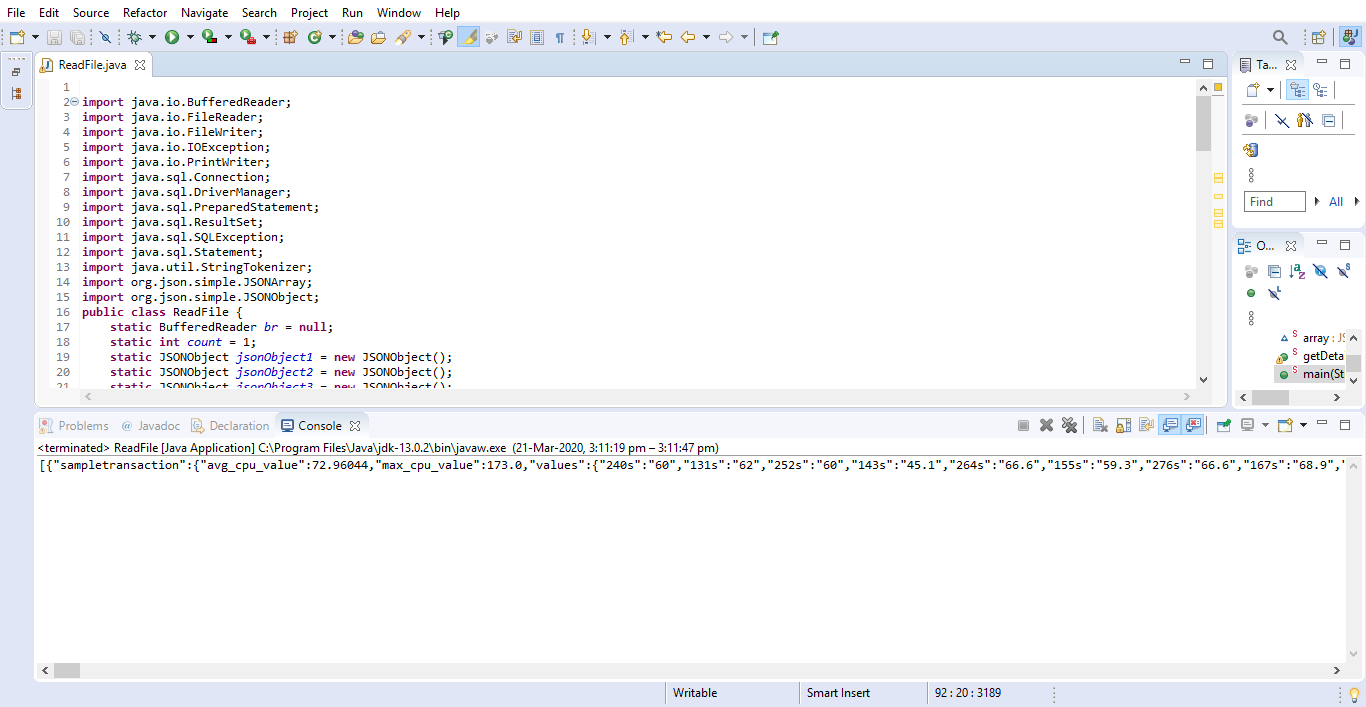 File Edit Source Refactor Navigate Search Project Run Window Help
ReadFile.java
1
2 import java.io.BufferedReader;
3 import java.io.FileReader;
4 import java.io.FileWriter;
5 import java.io.IOException;
6 import java.io.PrintWriter;
7 import java.sql.Connection;
8 import java.sql.DriverManager;
9 import java.sql.PreparedStatement;
10 import java.sql.ResultSet;
11 import java.sql.SQLException;
12 import java.sql.Statement;
13 import java.util.StringTokenizer;
14 import org.json.simple.JSONArray;
15 import org.json.simple.JSONObject;
16 public class ReadFile {
17 static BufferedReader br = null;
18 static int count = 1;
19 static JSONObject jsonObject1 = new JSONObject();
20 static JSONObject jsonObject2 = new JSONObject();
21 static JSONObject jsonObject3 = new JSONObject();
Ta...
Find All
O...
array : JS
getDeta
main(St
Problems @ Javadoc Declaration Console
<terminated> ReadFile [Java Application] C:\Program Files\Java\jdk-13.0.2\bin\javaw.exe (21-Mar-2020, 3:11:19 pm – 3:11:47 pm)
[{"sampletransaction":{"avg_cpu_value":72.96044,"max_cpu_value":173.0,"values":{"240s":"60","131s":"62","252s":"60","143s":"45.1","264s":"66.6","155s":"59.3","276s":"66.6","167s":"68.9","
Writable Smart Insert 92 : 20 : 3189